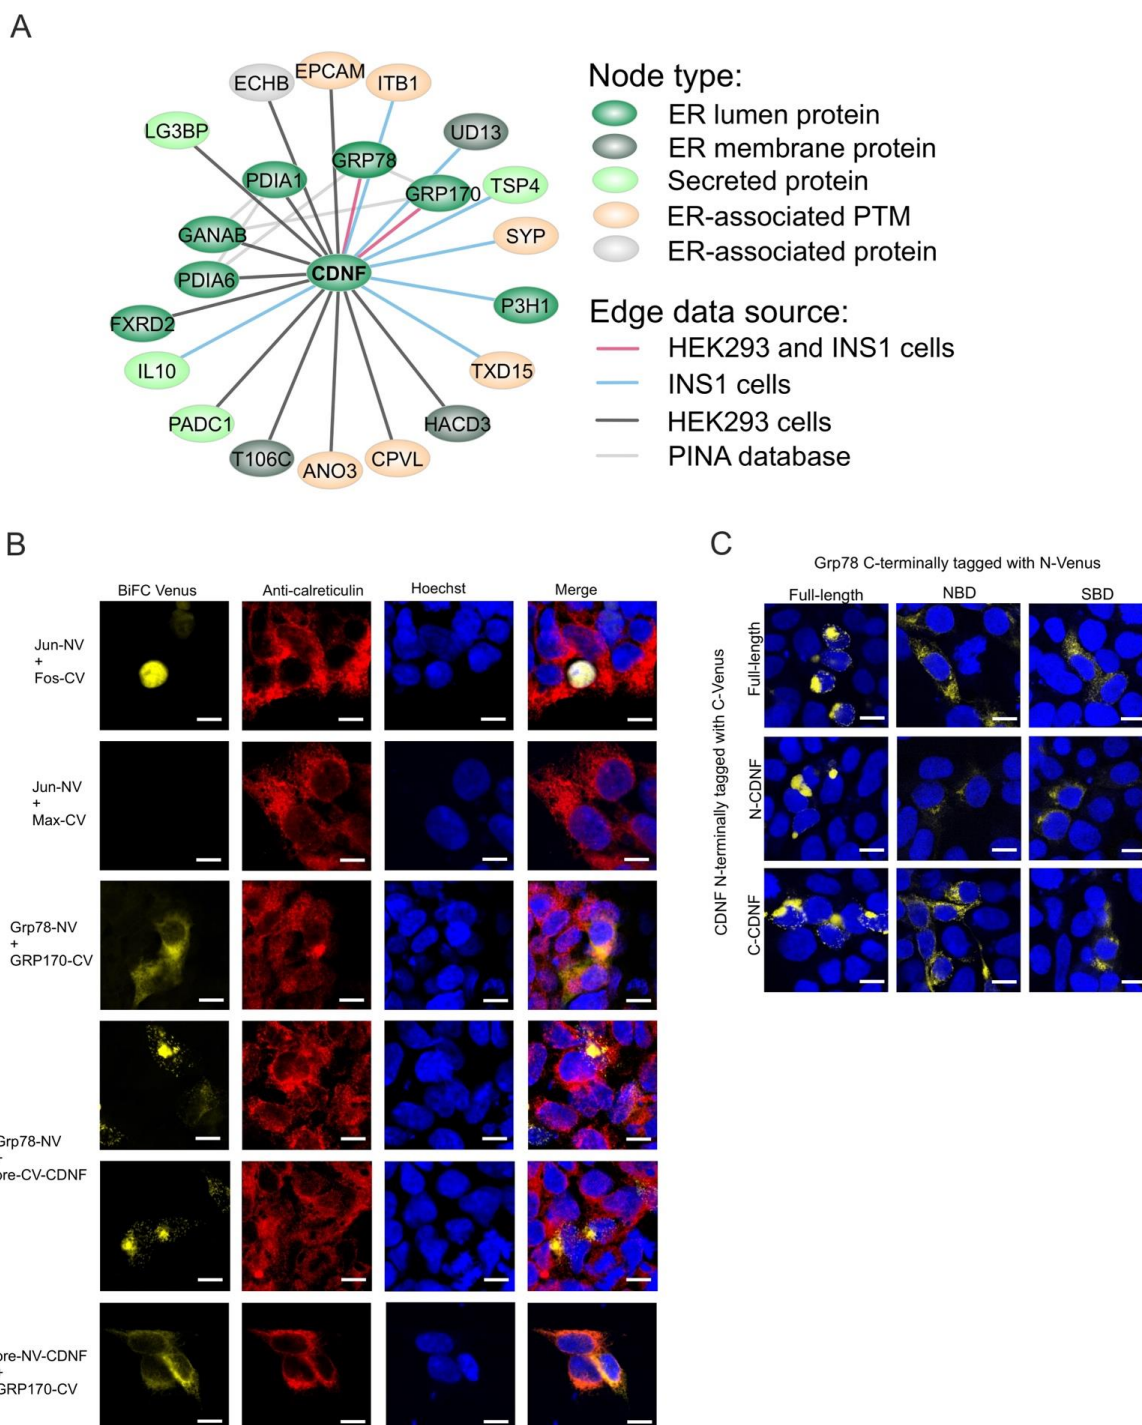 A
ECHB
EPCAM
ITB1
LG3BP
UD13
GRP78
PDIA1
GRP170
TSP4
GANAB
SYP
CDNF
PDIA6
FXRD2
P3H1
IL10
TXD15
PADC1
HACD3
T106C
ANO3
CPVL
Node type:
ER lumen protein
ER membrane protein
Secreted protein
ER-associated PTM
ER-associated protein
Edge data source:
HEK293 and INS1 cells
INS1 cells
HEK293 cells
PINA database
B
BiFC Venus
Anti-calreticulin
Hoechst
Merge
Jun-NV
+
Fos-CV
Jun-NV
+
Max-CV
Grp78-NV
+
GRP170-CV
Grp78-NV
+
pre-CV-CDNF
pre-NV-CDNF
+
GRP170-CV
C
Grp78 C-terminally tagged with N-Venus
Full-length
NBD
SBD
CDNF N-terminally tagged with C-Venus
Full-length
N-CDNF
C-CDNF